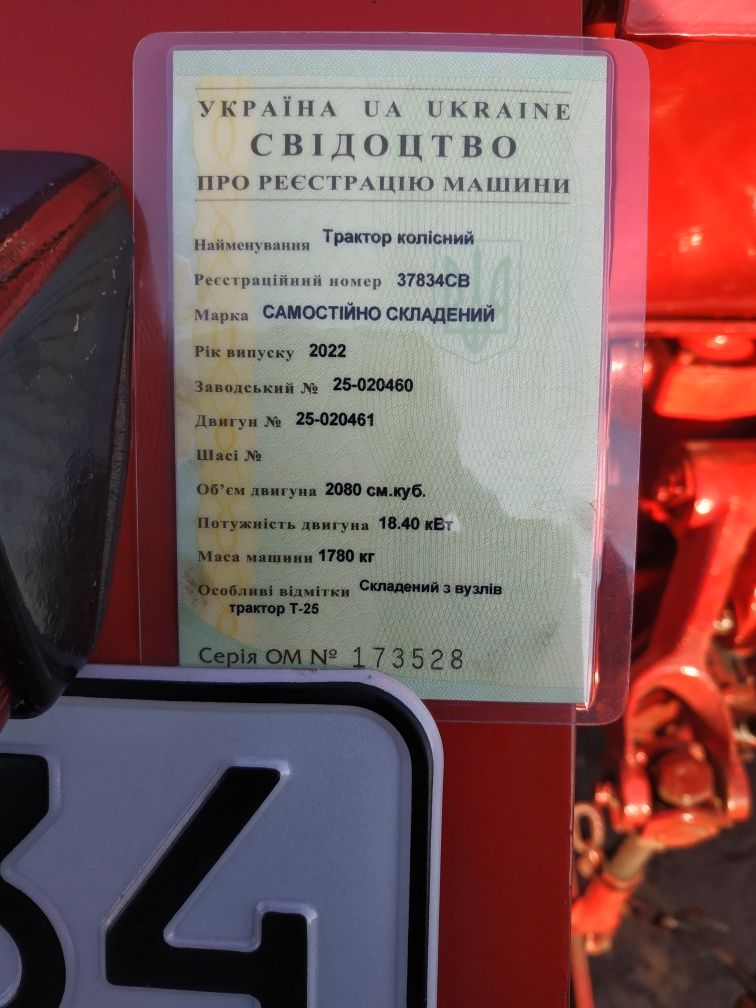 УКРАЇНА UA UKRAINE
СВІДОЦТВО
ПРО РЕЄСТРАЦІЮ МАШИНИ
Найменування Трактор колісний
Реєстраційний номер 37834СВ
Марка САМОСТІЙНО СКЛАДЕНИЙ
Рік випуску 2022
Заводський № 25-020460
Двигун № 25-020461
Шасі №
Об'єм двигуна 2080 см.куб.
Потужність двигуна 18.40 кВт
Маса машини 1780 кг
Особливі відмітки Складений з вузлів
трактор Т-25
Серія ОМ № 173528
34